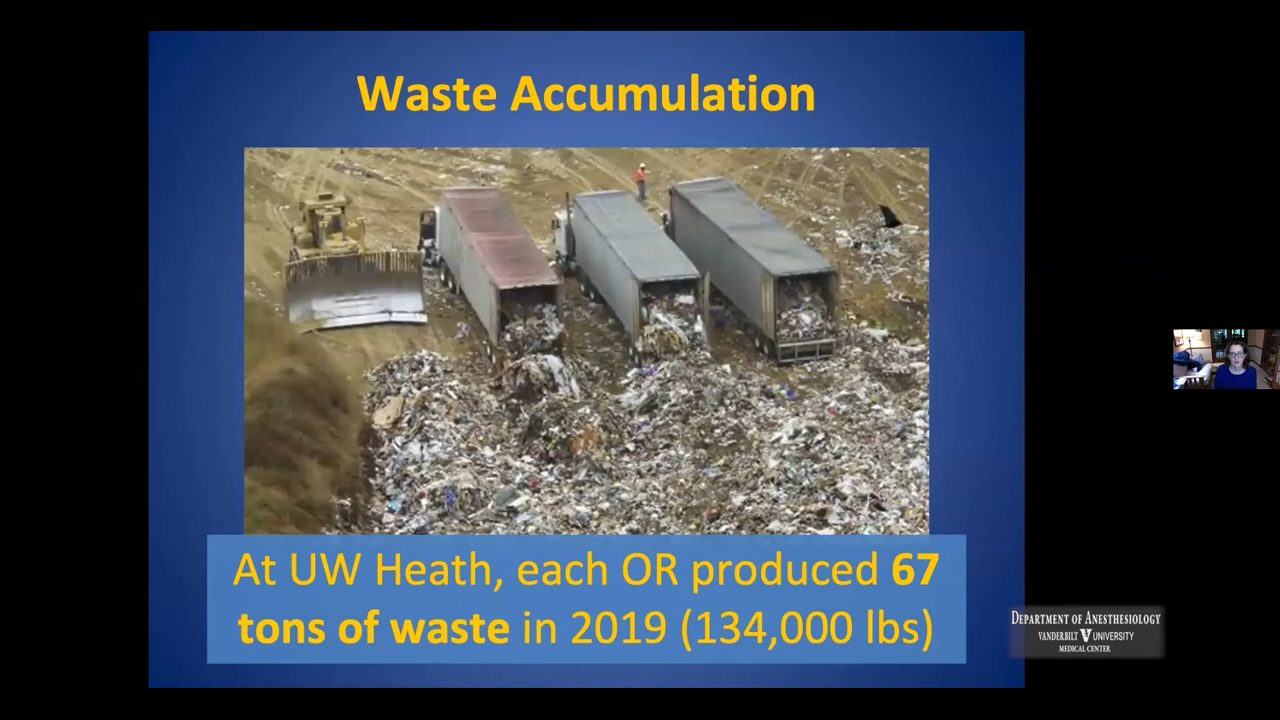 Waste Accumulation
At UW Heath, each OR produced 67
tons of waste in 2019 (134,000 lbs)
DEPARTMENT OF ANESTHESIOLOGY
VANDERBILT UNIVERSITY
MEDICAL CENTER